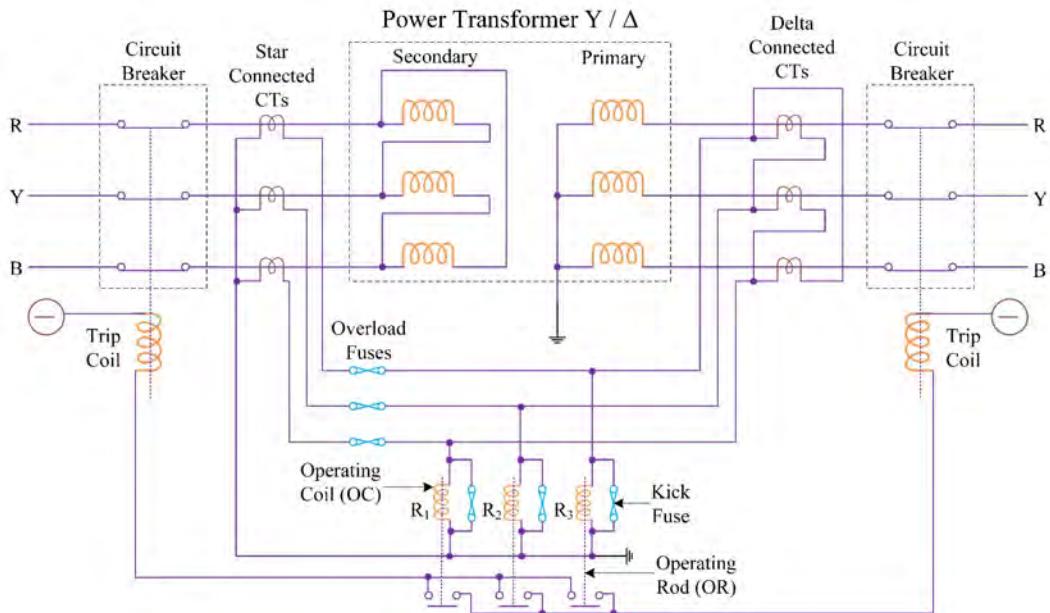 Power Transformer Y / Δ
Circuit
Breaker
Star
Connected
CTs
Secondary
Primary
Delta
Connected
CTs
Circuit
Breaker
R
R
Y
Y
B
B
Trip
Coil
Overload
Fuses
Trip
Coil
Operating
Coil (OC)
R1
R2
R3
Kick
Fuse
Operating
Rod (OR)